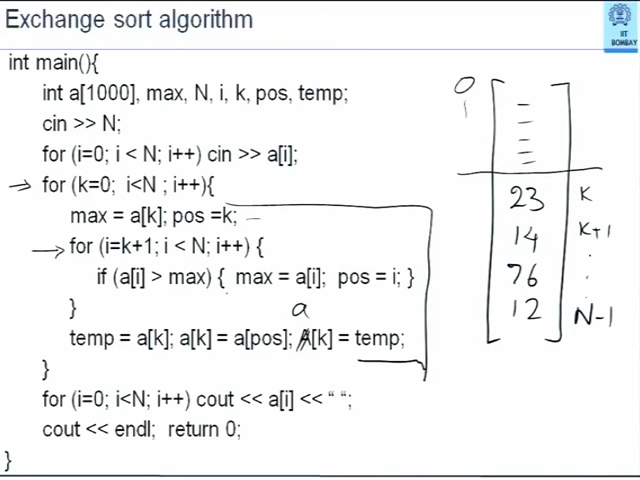 Exchange sort algorithm
IIT
BOMBAY
int main(){
int a[1000], max, N, i, k, pos, temp;
cin >> N;
for (i=0; i < N; i++) cin >> a[i];
for (k=0; i<N ; i++){
max = a[k]; pos =k;
for (i=k+1; i < N; i++) {
if (a[i] > max) { max = a[i]; pos = i; }
}
a
temp = a[k]; a[k] = a[pos]; A[k] = temp;
}
for (i=0; i<N; i++) cout << a[i] << “ “;
cout << endl; return 0;
}
0
1
23 K
14 K+1
76
12 N-1